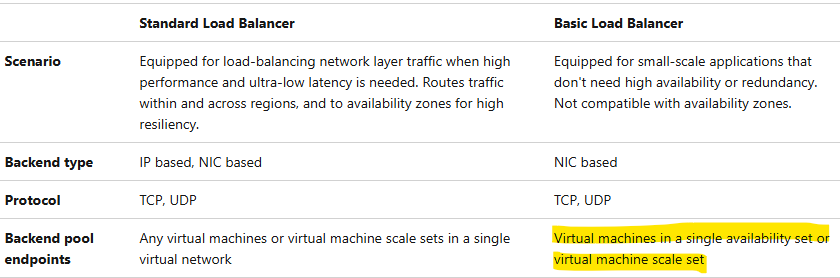 Standard Load Balancer Basic Load Balancer
Scenario Equipped for load-balancing network layer traffic when high Equipped for small-scale applications that
performance and ultra-low latency is needed. Routes traffic don't need high availability or redundancy.
within and across regions, and to availability zones for high Not compatible with availability zones.
resiliency.
Backend type IP based, NIC based NIC based
Protocol TCP, UDP TCP, UDP
Backend pool Any virtual machines or virtual machine scale sets in a single Virtual machines in a single availability set or
endpoints virtual network virtual machine scale set